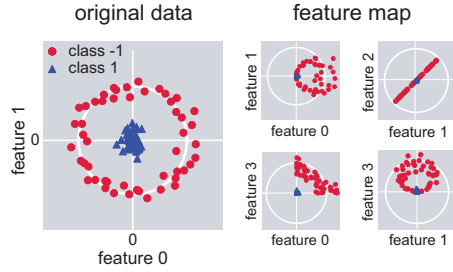 original data
class -1
class 1
feature 1
0
0
feature 0
feature map
feature 1
feature 0
feature 2
feature 1
feature 3
feature 0
feature 3
feature 1